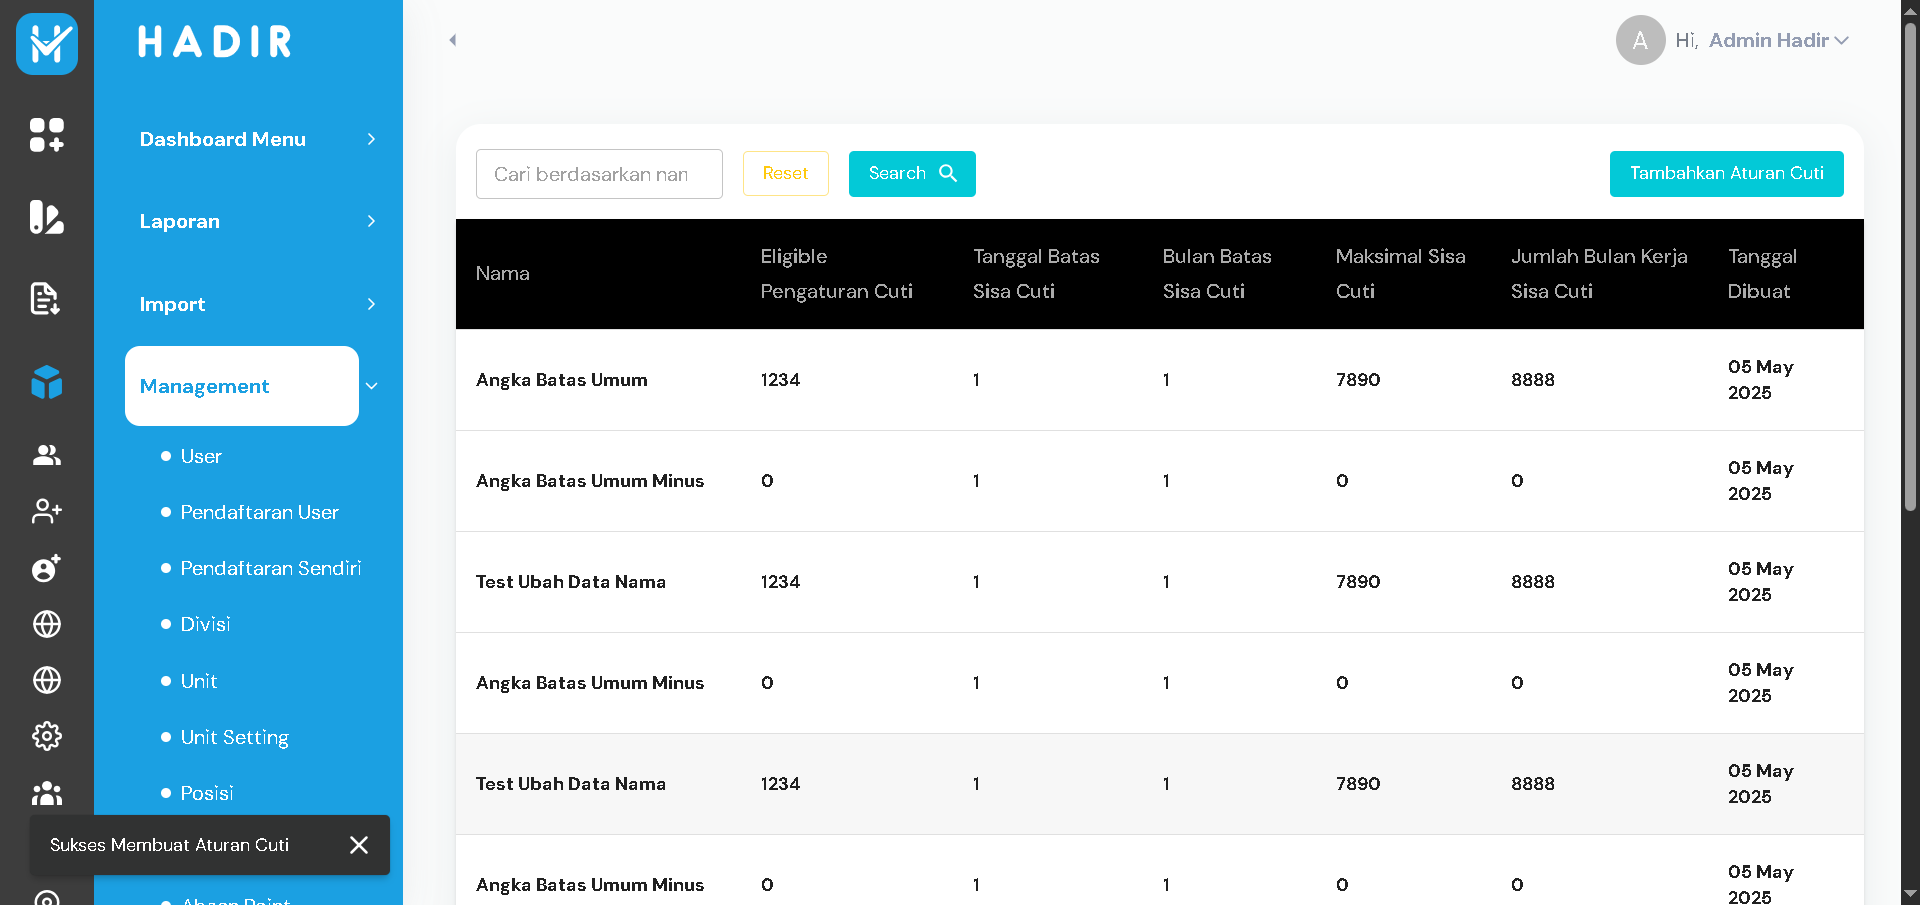 HADIR
Dashboard Menu
Laporan
Import
Management
User
Pendaftaran User
Pendaftaran Sendiri
Divisi
Unit
Unit Setting
Posisi
Sukses Membuat Aturan Cuti
A Hi, Admin Hadir
Cari berdasarkan nan
Reset
Search
Tambahkan Aturan Cuti
Nama
Eligible
Pengaturan Cuti
Tanggal Batas
Sisa Cuti
Bulan Batas
Sisa Cuti
Maksimal Sisa
Cuti
Jumlah Bulan Kerja
Sisa Cuti
Tanggal
Dibuat
Angka Batas Umum 1234 1 1 7890 8888 05 May
2025
Angka Batas Umum Minus 0 1 1 0 0 05 May
2025
Test Ubah Data Nama 1234 1 1 7890 8888 05 May
2025
Angka Batas Umum Minus 0 1 1 0 0 05 May
2025
Test Ubah Data Nama 1234 1 1 7890 8888 05 May
2025
Angka Batas Umum Minus 0 1 1 0 0 05 May
2025